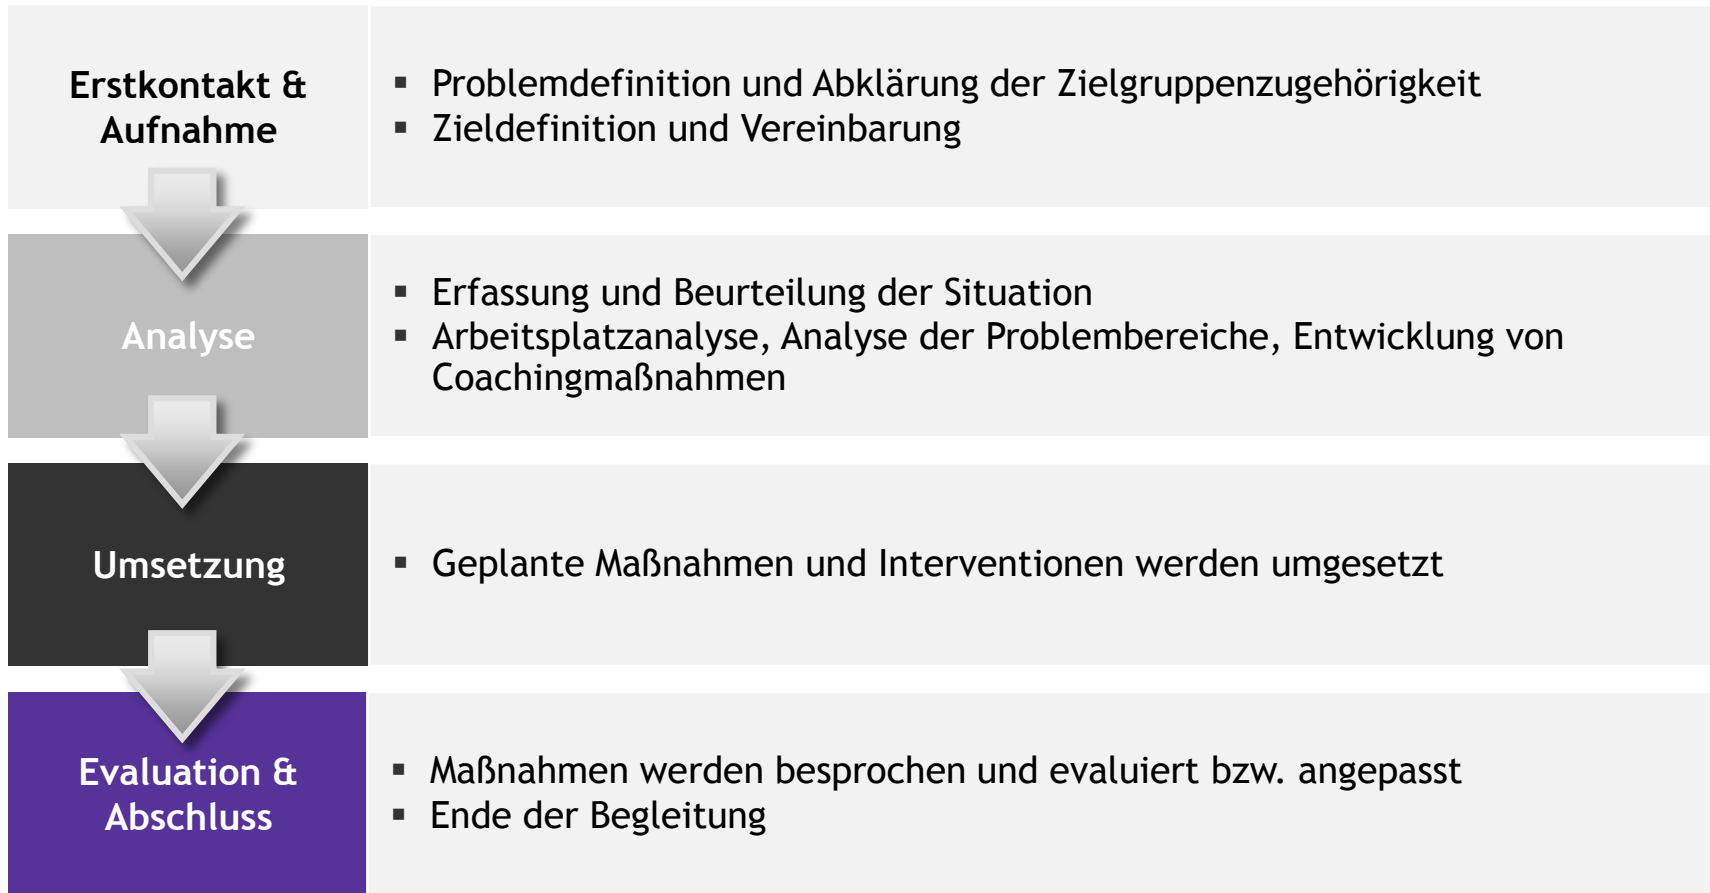 Erstkontakt &
Aufnahme
▪ Problemdefinition und Abklärung der Zielgruppenzugehörigkeit
▪ Zieldefinition und Vereinbarung
Analyse
▪ Erfassung und Beurteilung der Situation
▪ Arbeitsplatzanalyse, Analyse der Problembereiche, Entwicklung von
Coachingmaßnahmen
Umsetzung
▪ Geplante Maßnahmen und Interventionen werden umgesetzt
Evaluation &
Abschluss
▪ Maßnahmen werden besprochen und evaluiert bzw. angepasst
▪ Ende der Begleitung